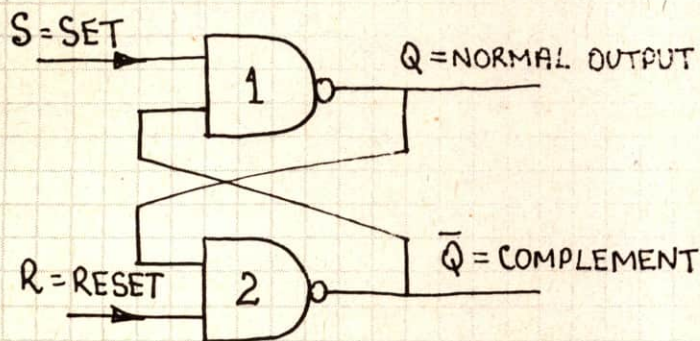 S=SET
1
Q=NORMAL OUTPUT
Q̅=COMPLEMENT
R=RESET
2